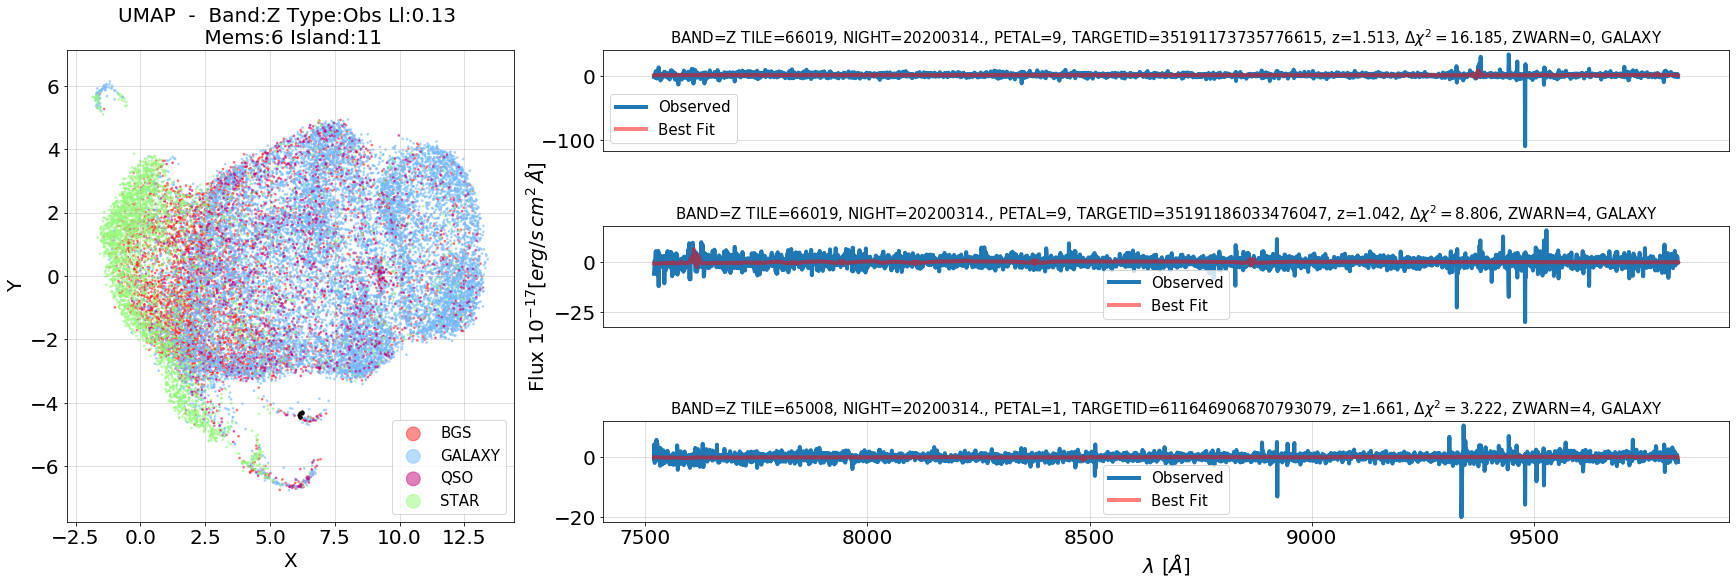 UMAP  -  Band:Z Type:Obs Ll:0.13
Mems:6 Island:11
Y
6
4
2
0
−2
−4
−6
BGS
GALAXY
QSO
STAR
−2.5 0.0 2.5 5.0 7.5 10.0 12.5
X
Flux 10⁻¹⁷[erg/s cm² Å]
BAND=Z TILE=66019, NIGHT=20200314., PETAL=9, TARGETID=35191173735776615, z=1.513, Δχ² = 16.185, ZWARN=0, GALAXY
0
−100
Observed
Best Fit
BAND=Z TILE=66019, NIGHT=20200314., PETAL=9, TARGETID=35191186033476047, z=1.042, Δχ² = 8.806, ZWARN=4, GALAXY
0
−25
Observed
Best Fit
BAND=Z TILE=65008, NIGHT=20200314., PETAL=1, TARGETID=611646906870793079, z=1.661, Δχ² = 3.222, ZWARN=4, GALAXY
0
−20
Observed
Best Fit
7500 8000 8500 9000 9500
λ [Å]